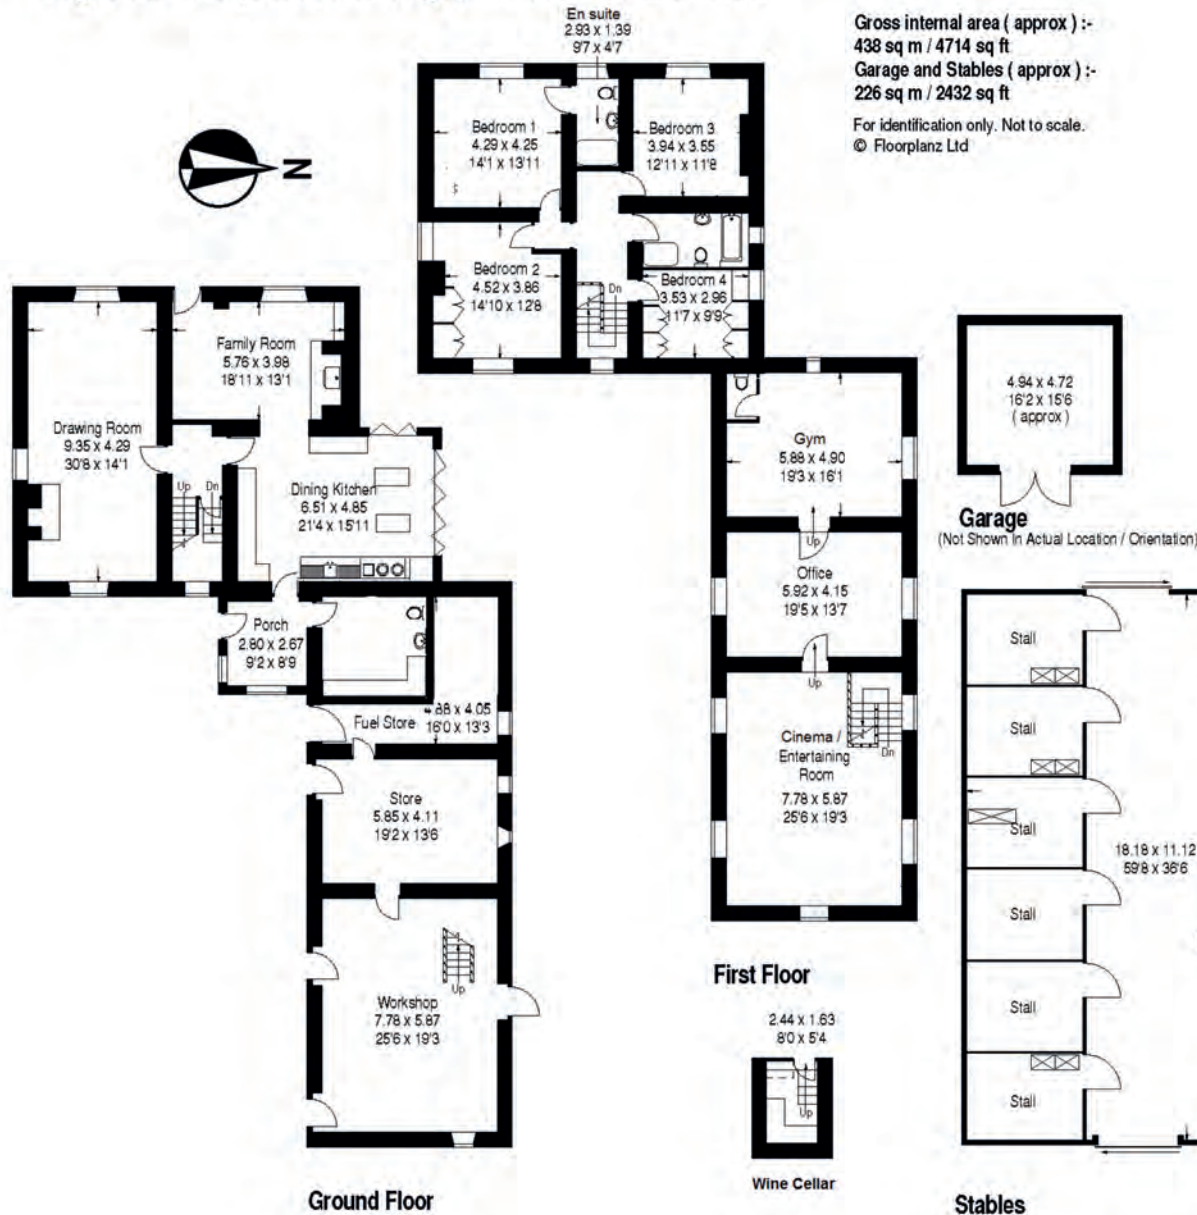 En suite
2.93 x 1.39
9'7 x 4'7
Gross internal area ( approx ) :-
438 sq m / 4714 sq ft
Garage and Stables ( approx ) :-
226 sq m / 2432 sq ft
For identification only. Not to scale.
© Floorplanz Ltd
N
Bedroom 1
4.29 x 4.25
14'1 x 13'11
Bedroom 3
3.94 x 3.55
12'11 x 11'8
Bedroom 2
4.52 x 3.86
14'10 x 12'8
Dn
Bedroom 4
3.53 x 2.96
11'7 x 9'9
Family Room
5.76 x 3.98
18'11 x 13'1
Drawing Room
9.35 x 4.29
30'8 x 14'1
Up
Dn
Dining Kitchen
6.51 x 4.85
21'4 x 15'11
Porch
2.80 x 2.67
9'2 x 8'9
Fuel Store
.88 x 4.05
16'0 x 13'3
Store
5.85 x 4.11
19'2 x 13'6
Workshop
7.78 x 5.87
25'6 x 19'3
Up
Ground Floor
Gym
5.88 x 4.90
19'3 x 16'1
Up
Office
5.92 x 4.15
19'5 x 13'7
Up
Cinema /
Entertaining
Room
7.78 x 5.87
25'6 x 19'3
Dn
First Floor
2.44 x 1.63
8'0 x 5'4
Up
Wine Cellar
4.94 x 4.72
16'2 x 15'6
( approx )
Garage
(Not Shown In Actual Location / Orientation)
Stall
Stall
Stall
18.18 x 11.12
59'8 x 36'6
Stall
Stall
Stall
Stables